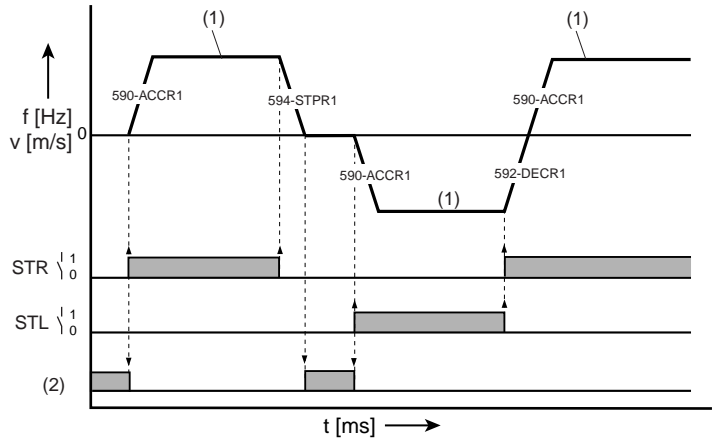 (1)
(1)
590-ACCR1
594-STPR1
590-ACCR1
f [Hz]
v [m/s]
0
590-ACCR1
592-DECR1
(1)
STR
1
0
STL
1
0
(2)
t [ms]